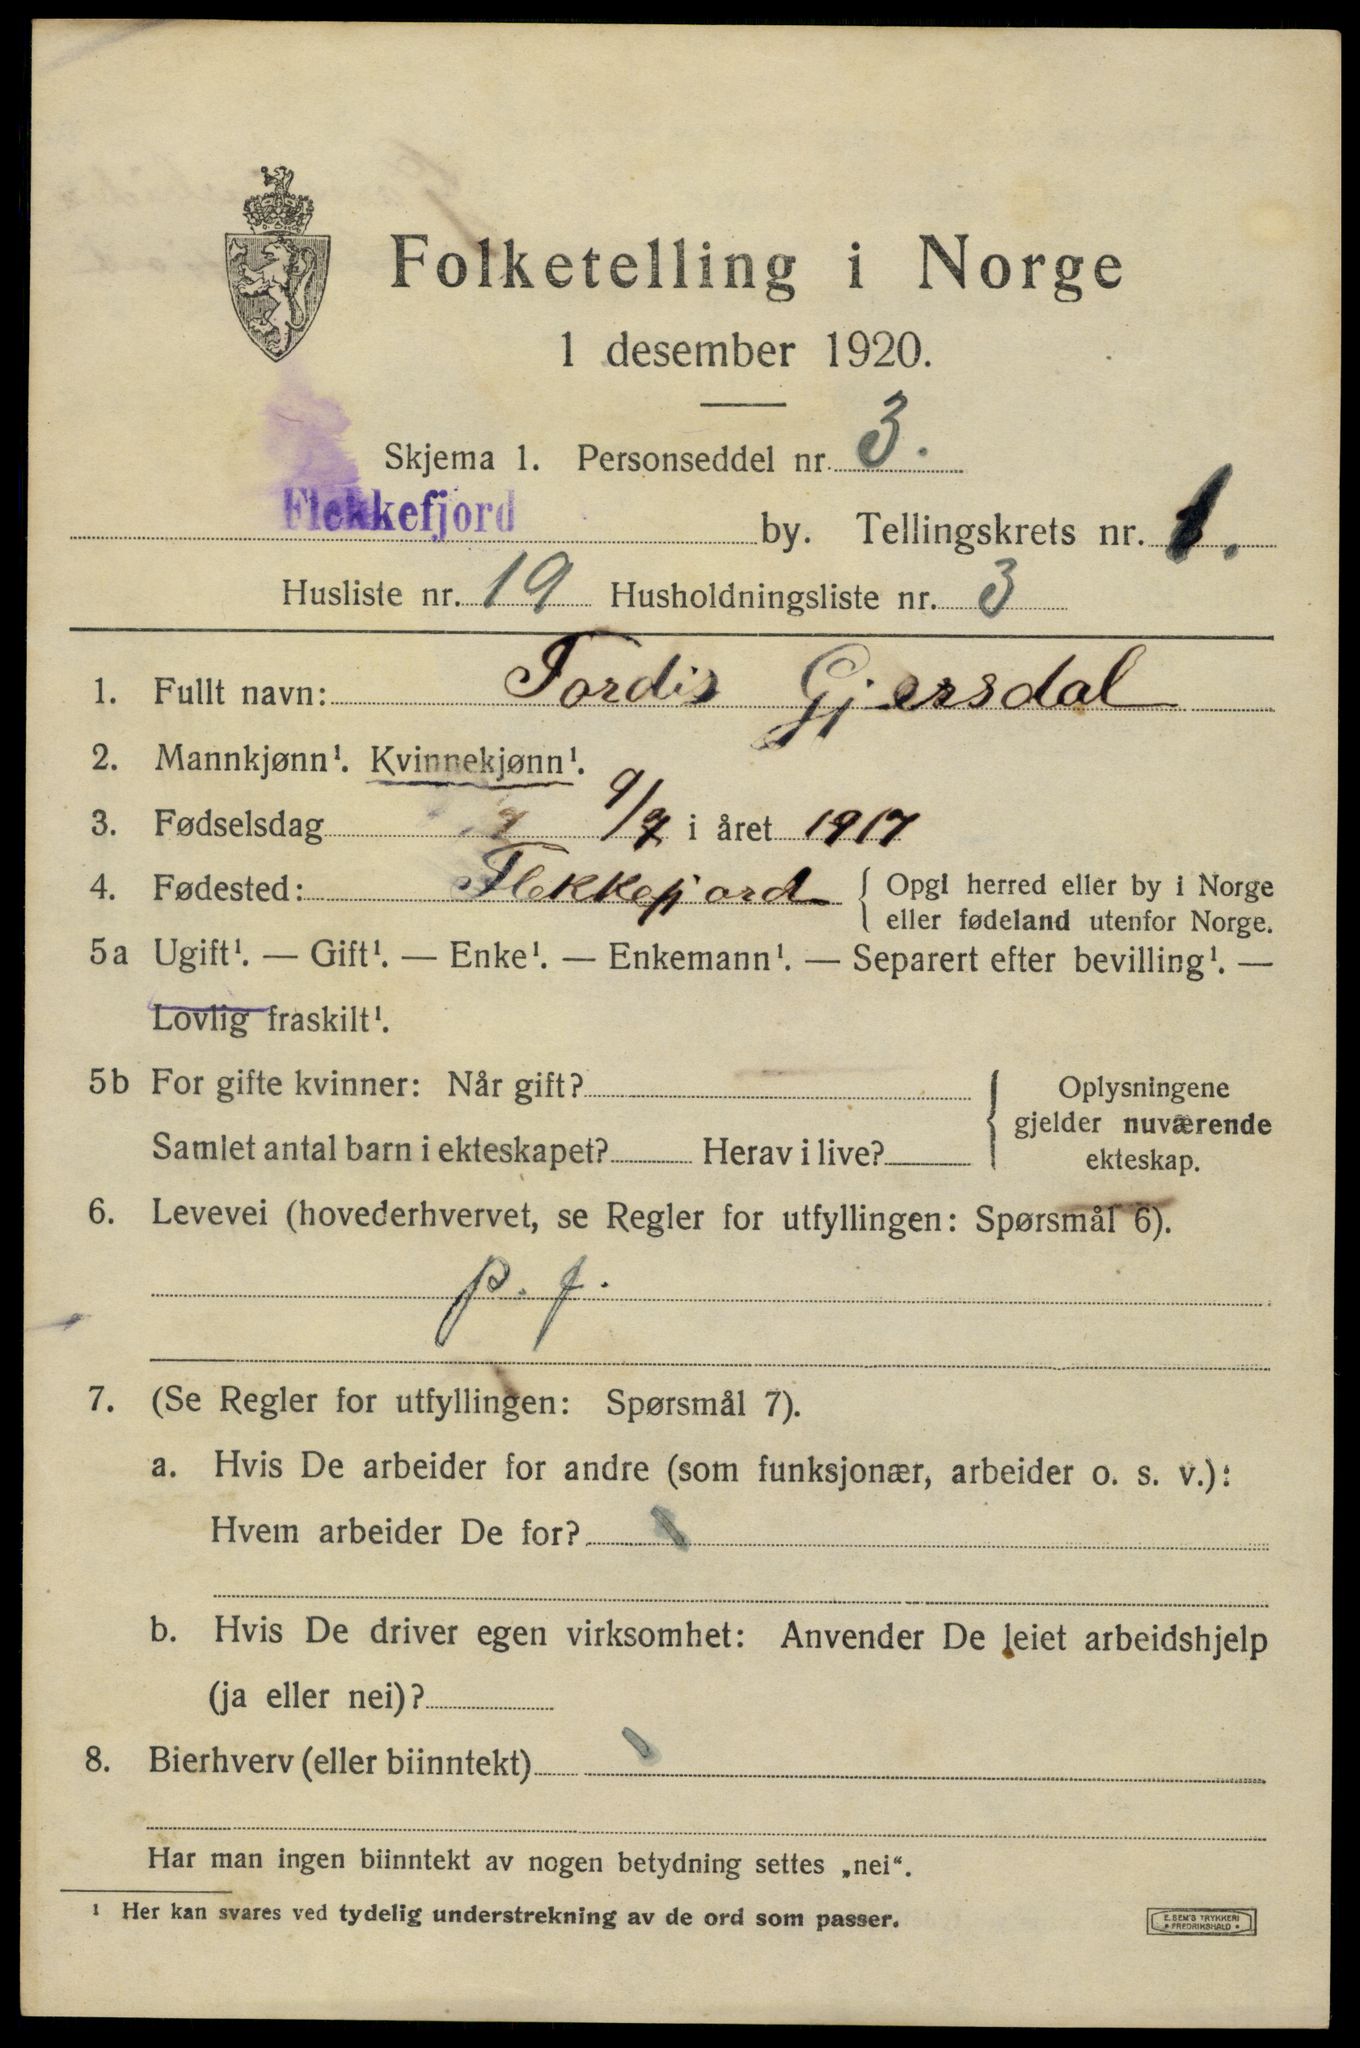 Folketelling i Norge
1 desember 1920.
Skjema 1. Personseddel nr. 3.
Flekkefjord by. Tellingskrets nr. 1.
Husliste nr. 19 Husholdningsliste nr. 3
1. Fullt navn: Tordis Gjersdal
2. Mannkjønn¹. Kvinnekjønn¹.
3. Fødselsdag 9/7 i året 1917
4. Fødested: Flekkefjord { Opgi herred eller by i Norge
eller fødeland utenfor Norge.
5a Ugift¹. — Gift¹. — Enke¹. — Enkemann¹. — Separert efter bevilling¹. —
Lovlig fraskilt¹.
5b For gifte kvinner: Når gift? { Oplysningene
gjelder nuværende
Samlet antal barn i ekteskapet? Herav i live?
ekteskap.
6. Levevei (hovederhvervet, se Regler for utfyllingen: Spørsmål 6).
p. f.
7. (Se Regler for utfyllingen: Spørsmål 7).
a. Hvis De arbeider for andre (som funksjonær, arbeider o. s. v.):
Hvem arbeider De for?
b. Hvis De driver egen virksomhet: Anvender De leiet arbeidshjelp
(ja eller nei)?
8. Bierhverv (eller biinntekt)
Har man ingen biinntekt av nogen betydning settes „nei“.
¹ Her kan svares ved tydelig understrekning av de ord som passer.
E. SEM'S TRYKKERI
* FREDRIKSHALD *